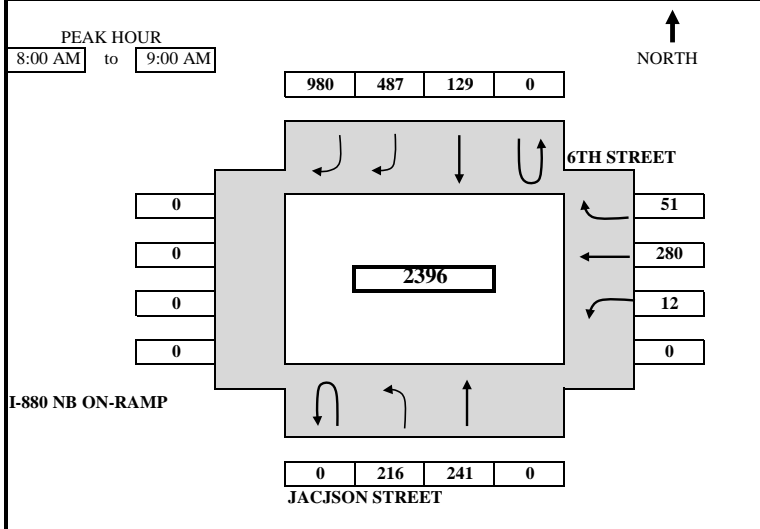 PEAK HOUR
8:00 AM to 9:00 AM
NORTH
980 487 129 0
6TH STREET
0 51
0 280
2396
0 12
0 0
I-880 NB ON-RAMP
0 216 241 0
JACJSON STREET